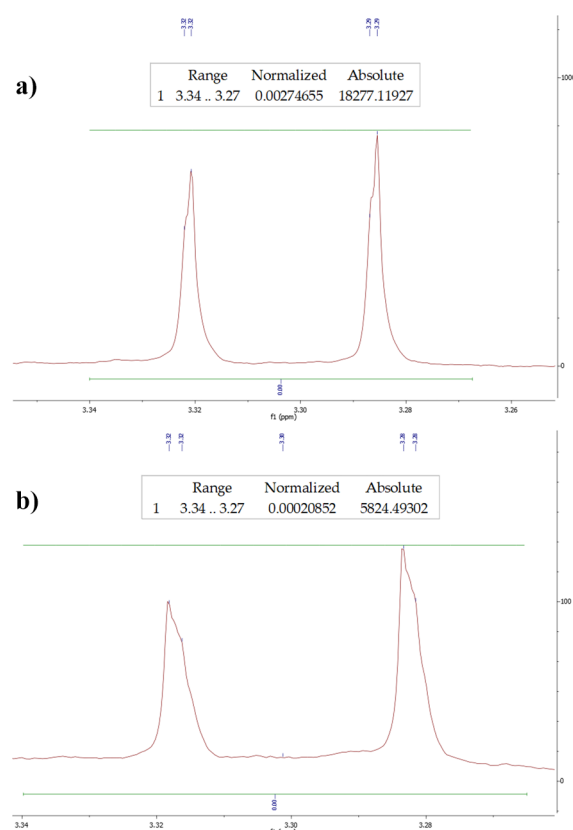 3.32
3.32
3.29
3.29
a)
Range Normalized Absolute
1 3.34 .. 3.27 0.00274655 18277.11927
1000
0
0.00
3.34 3.32 3.30 3.28 3.26
f1 (ppm)
3.32
3.32
3.30
3.28
3.28
b)
Range Normalized Absolute
1 3.34 .. 3.27 0.00020852 5824.49302
100
0
0.00
3.34 3.32 3.30 3.28